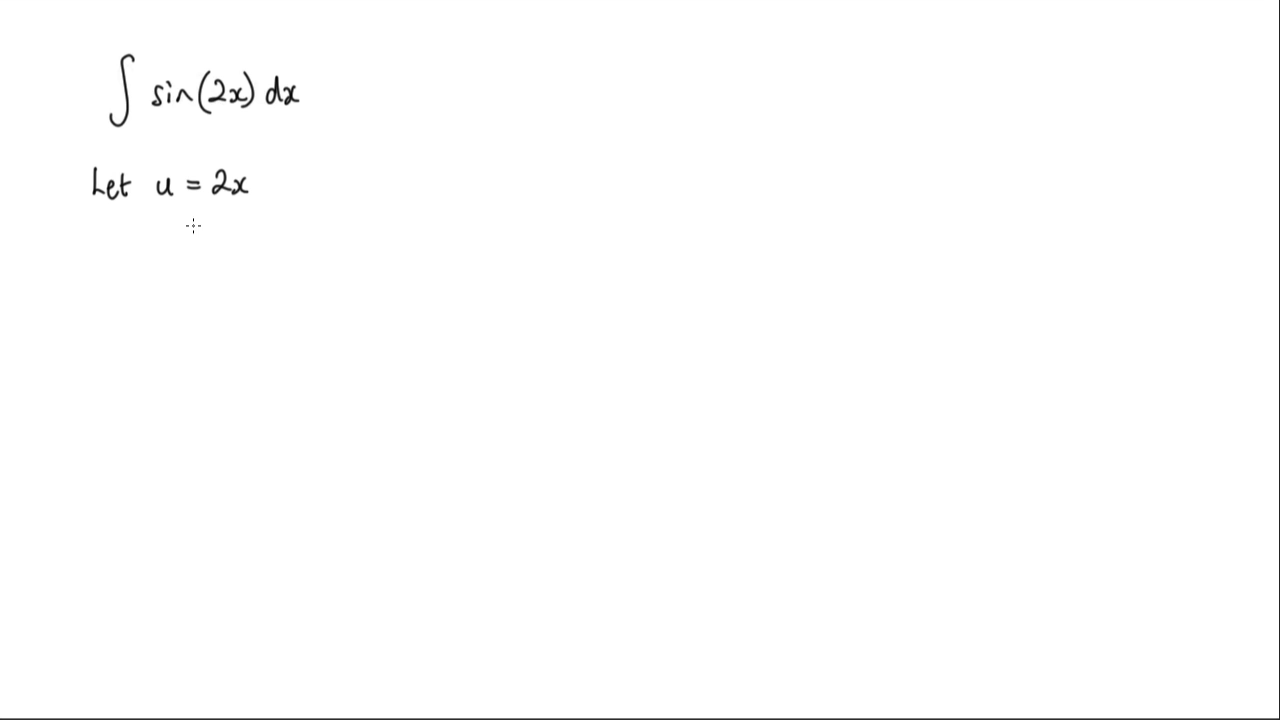 ∫ sin(2x) dx
Let u = 2x